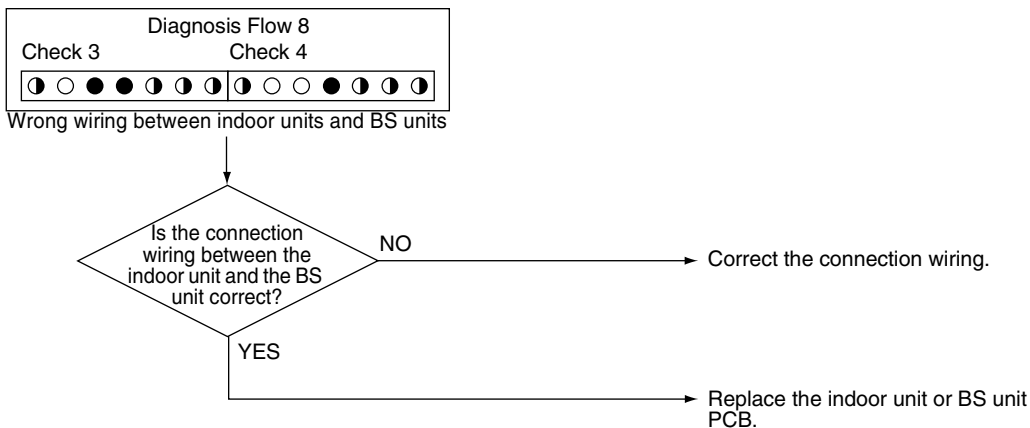 Diagnosis Flow 8
Check 3 Check 4
Wrong wiring between indoor units and BS units
Is the connection
wiring between the
indoor unit and the BS
unit correct?
NO
Correct the connection wiring.
YES
Replace the indoor unit or BS unit
PCB.